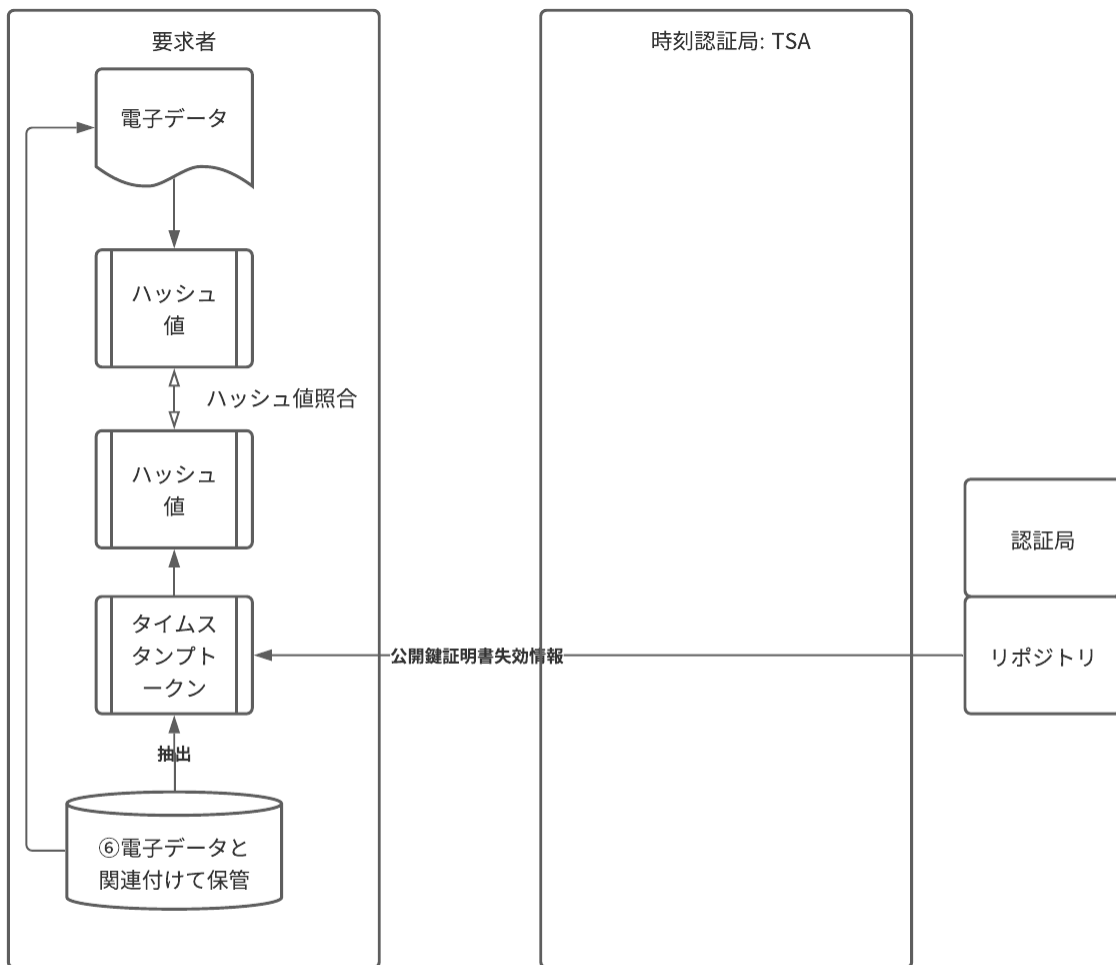 要求者
時刻認証局: TSA
電子データ
ハッシュ
値
ハッシュ値照合
ハッシュ
値
認証局
タイムス
タンプト
ークン
公開鍵証明書失効情報
リポジトリ
抽出
⑥電子データと
関連付けて保管